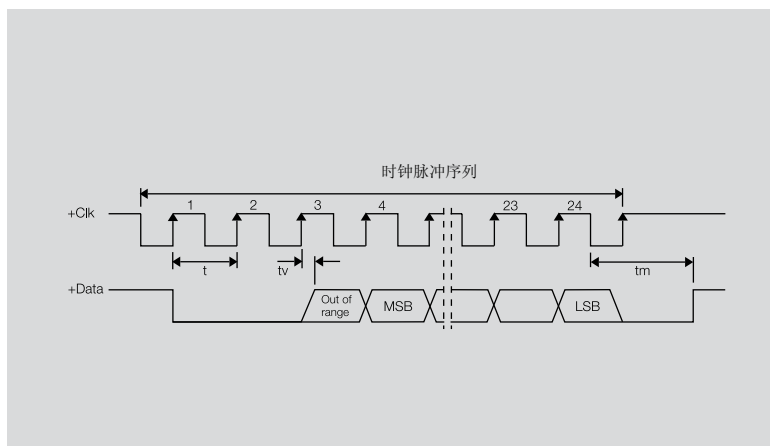 时钟脉冲序列
+Clk
1 2 3 4 23 24
t
tv
tm
+Data
Out of
range
MSB
LSB